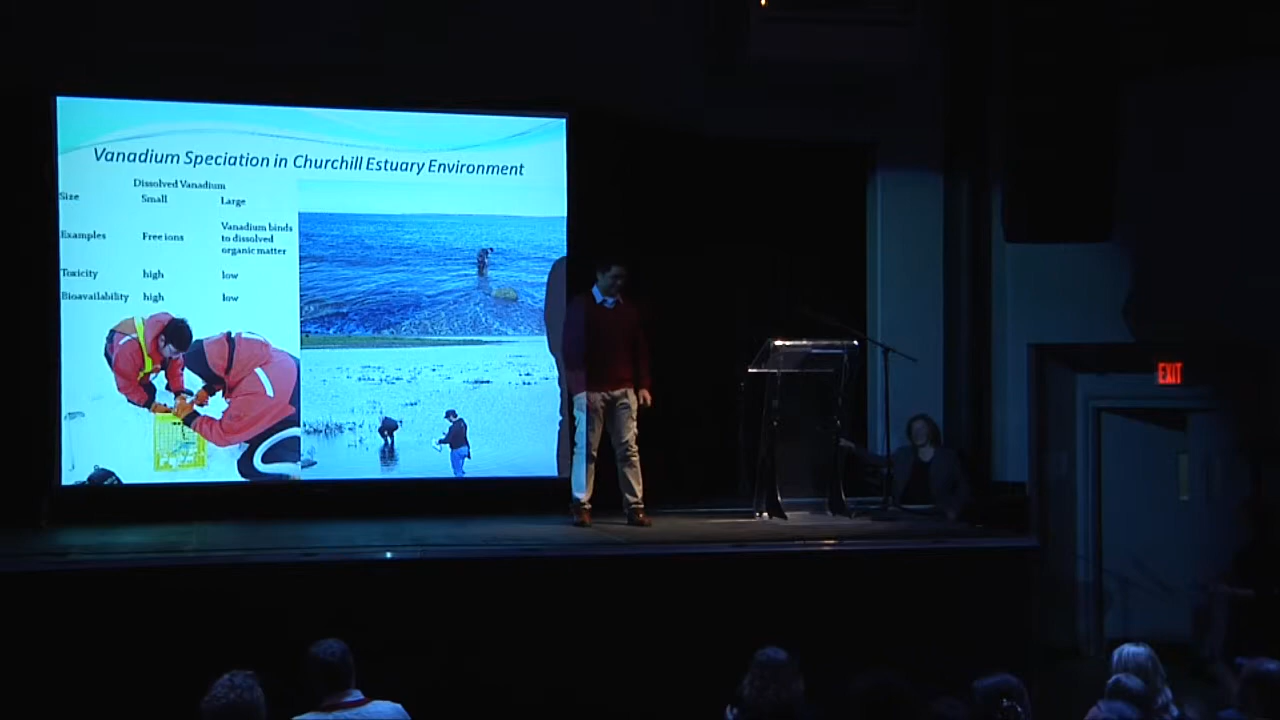 Vanadium Speciation in Churchill Estuary Environment
Dissolved Vanadium
Size Small Large
Examples Free ions Vanadium binds
to dissolved
organic matter
Toxicity high low
Bioavailability high low
EXIT